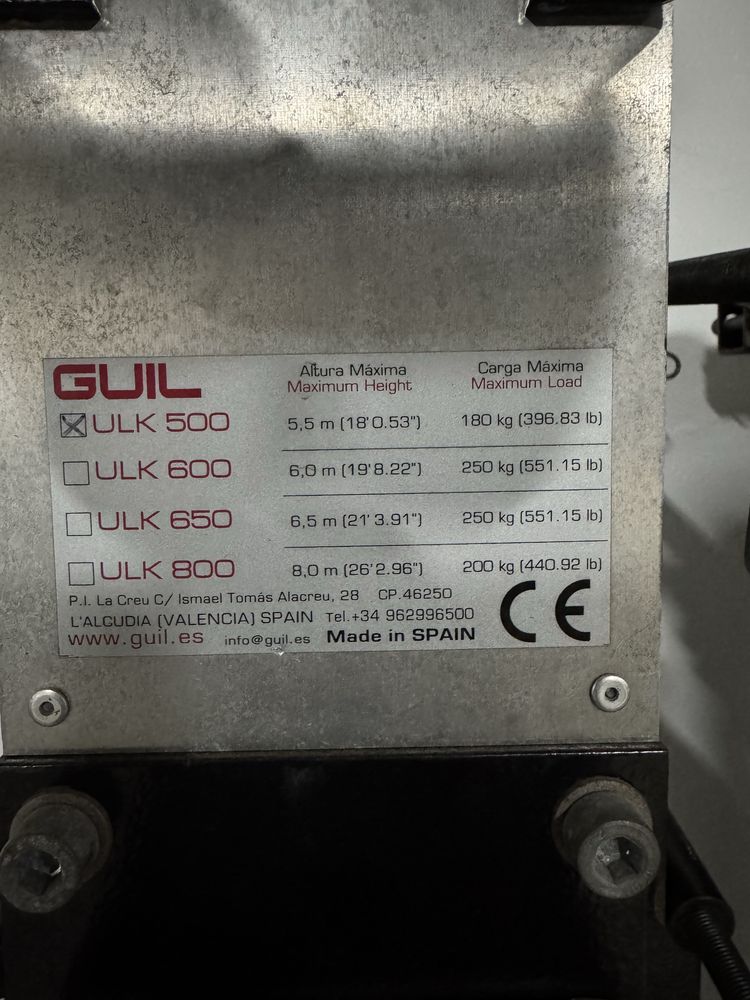 GUIL
Altura Máxima Carga Máxima
Maximum Height Maximum Load
ULK 500 5,5 m (18'0.53") 180 kg (396.83 lb)
ULK 600 6,0 m (19'8.22") 250 kg (551.15 lb)
ULK 650 6,5 m (21'3.91") 250 kg (551.15 lb)
ULK 800 8,0 m (26'2.96") 200 kg (440.92 lb)
P.I. La Creu C/ Ismael Tomás Alacreu, 28 CP.46250
L'ALCUDIA (VALENCIA) SPAIN Tel.+34 962996500
www.guil.es info@guil.es Made in SPAIN
CE